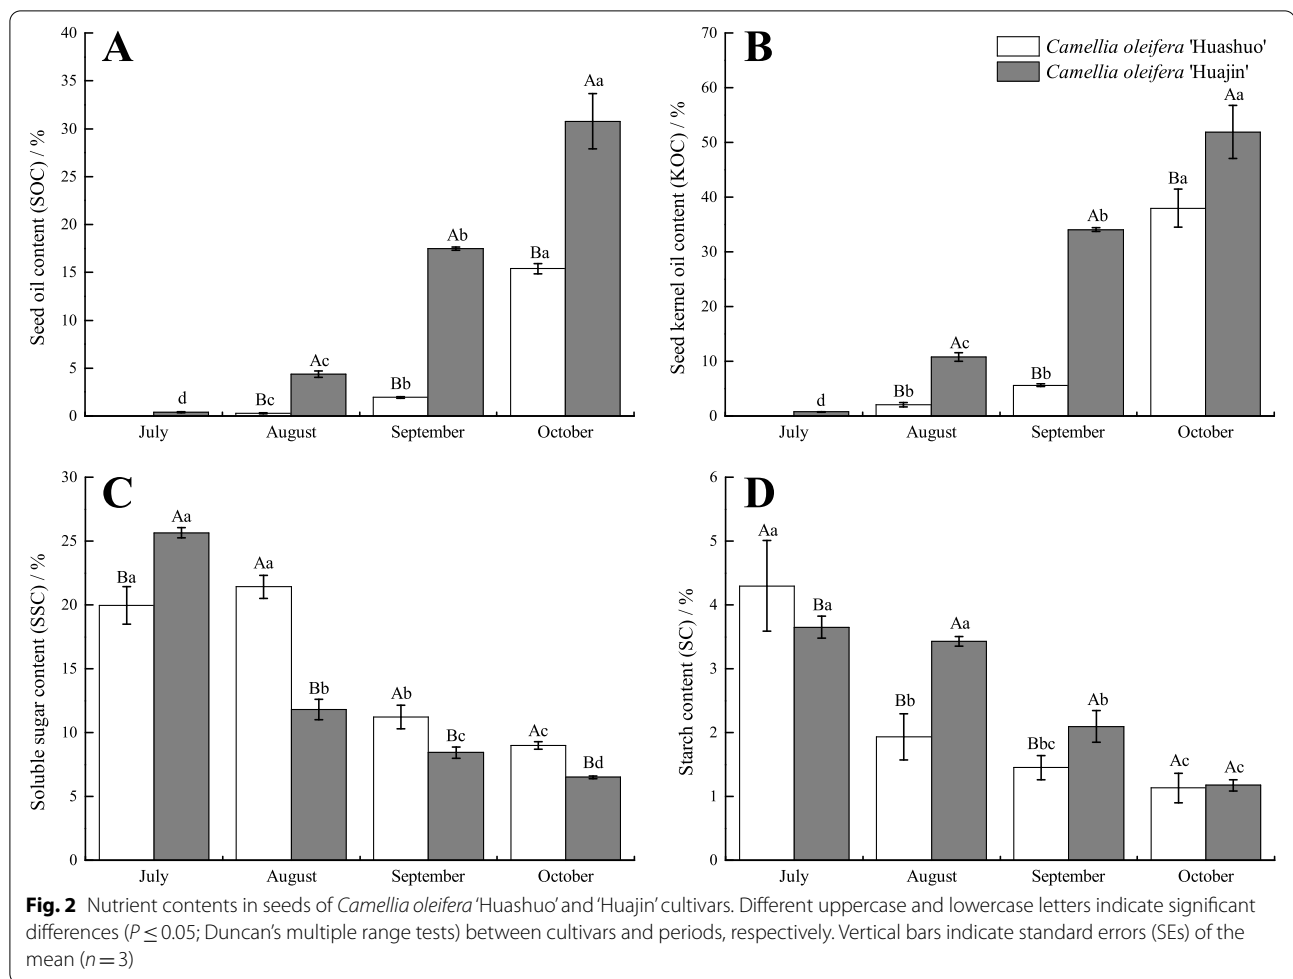 A
Seed oil content (SOC) / %
40
35
30
25
20
15
10
5
0
d
Bc
Ac
Bb
Ab
Ba
Aa
July
August
September
October
B
Camellia oleifera 'Huashuo'
Camellia oleifera 'Huajin'
Seed kernel oil content (KOC) / %
70
60
50
40
30
20
10
0
d
Bb
Ac
Bb
Ab
Ba
Aa
July
August
September
October
C
Soluble sugar content (SSC) / %
30
25
20
15
10
5
0
Ba
Aa
Aa
Bb
Ab
Bc
Ac
Bd
July
August
September
October
D
Starch content (SC) / %
6
5
4
3
2
1
0
Aa
Ba
Bb
Aa
Bbc
Ab
Ac
Ac
July
August
September
October
Fig. 2 Nutrient contents in seeds of Camellia oleifera 'Huashuo' and 'Huajin' cultivars. Different uppercase and lowercase letters indicate significant
differences (P ≤ 0.05; Duncan's multiple range tests) between cultivars and periods, respectively. Vertical bars indicate standard errors (SEs) of the
mean (n = 3)